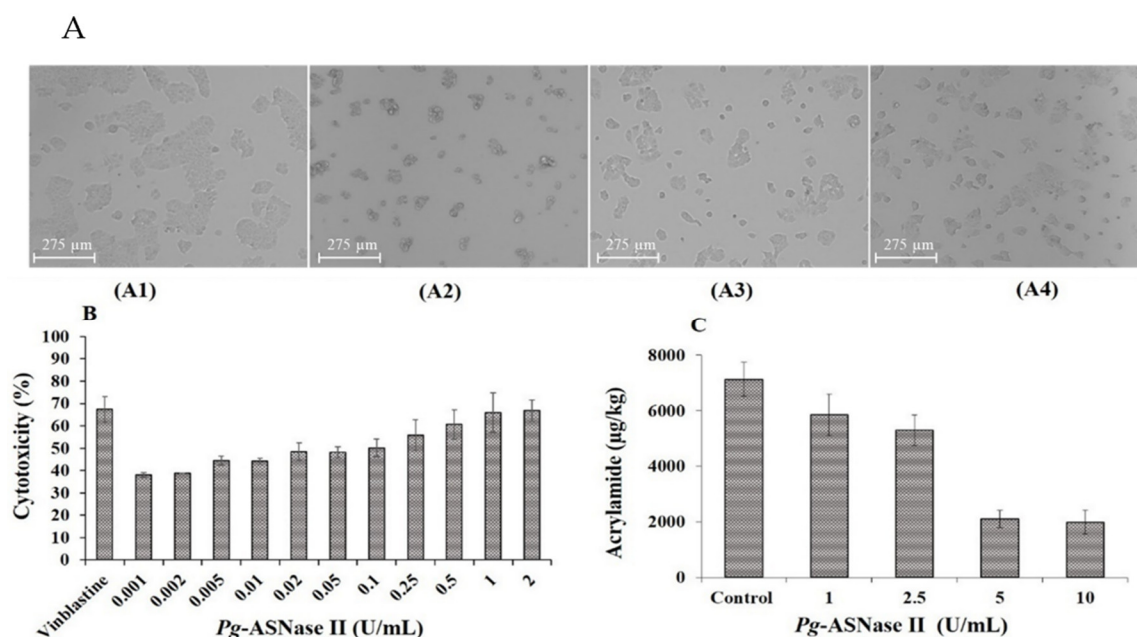 A
275 µm 275 µm 275 µm 275 µm
(A1) (A2) (A3) (A4)
B
100
90
80
70
60
50
40
30
20
10
0
Cytotoxicity (%)
Vinblastine 0.001 0.002 0.005 0.01 0.02 0.05 0.1 0.25 0.5 1 2
Pg-ASNase II (U/mL)
C
8000
6000
4000
2000
0
Acrylamide (µg/kg)
Control 1 2.5 5 10
Pg-ASNase II (U/mL)